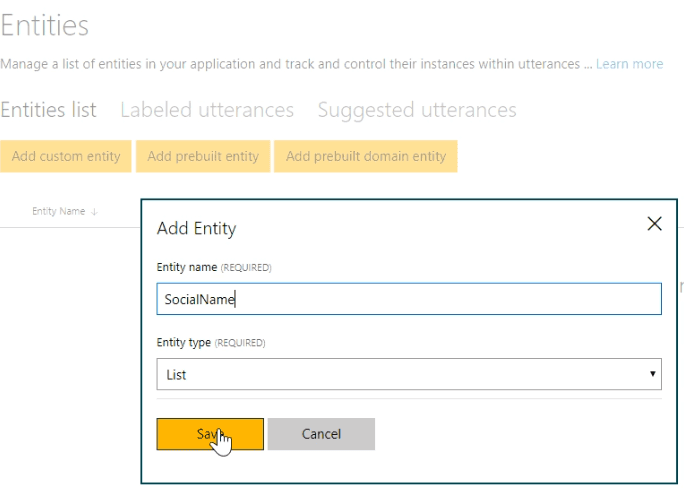 Entities
Manage a list of entities in your application and track and control their instances within utterances ... Learn more
Entities list Labeled utterances Suggested utterances
Add custom entity Add prebuilt entity Add prebuilt domain entity
Entity Name ↓
Add Entity
Entity name (REQUIRED)
SocialName
Entity type (REQUIRED)
List
Save Cancel